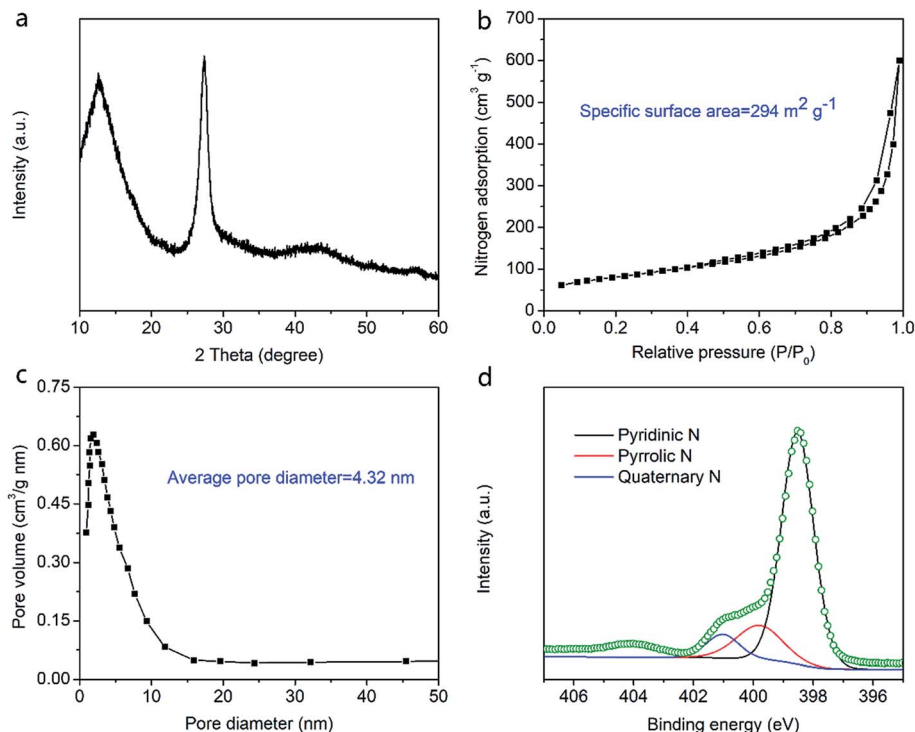 a
Intensity (a.u.)
10 20 30 40 50 60
2 Theta (degree)
b
Nitrogen adsorption (cm³ g⁻¹)
700
600
500
400
300
200
100
0
Specific surface area=294 m² g⁻¹
0.0 0.2 0.4 0.6 0.8 1.0
Relative pressure (P/P₀)
c
Pore volume (cm³/g nm)
0.75
0.60
0.45
0.30
0.15
0.00
Average pore diameter=4.32 nm
0 10 20 30 40 50
Pore diameter (nm)
d
Intensity (a.u.)
Pyridinic N
Pyrrolic N
Quaternary N
406 404 402 400 398 396
Binding energy (eV)